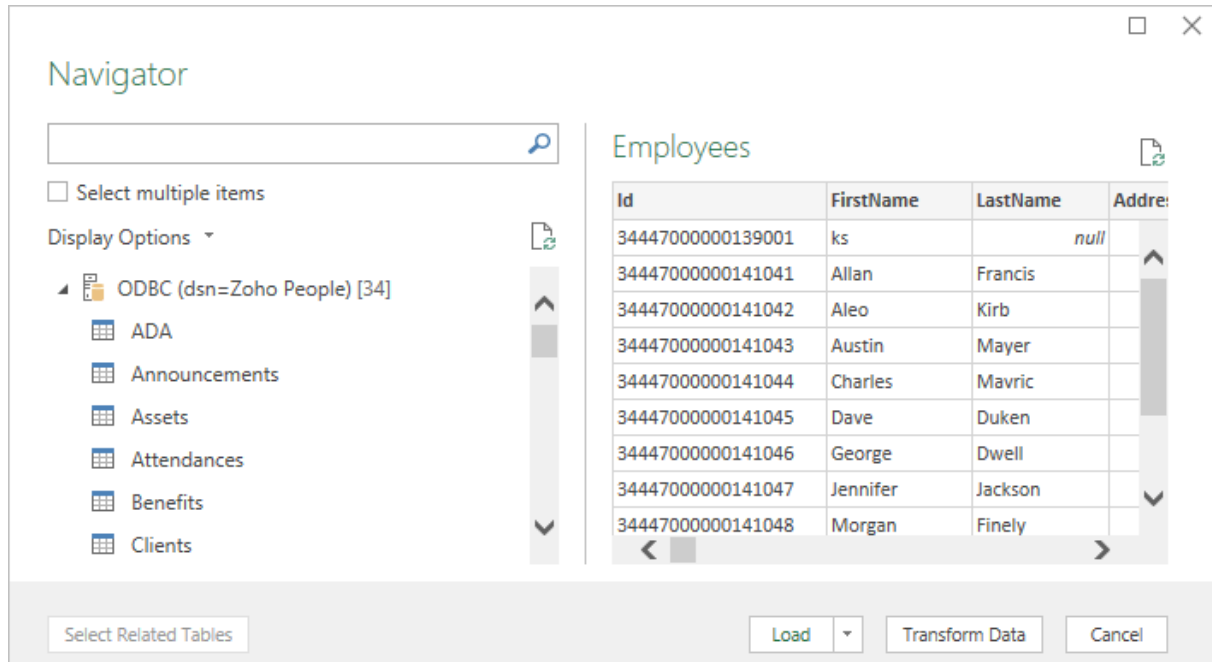 Navigator
Select multiple items
Display Options
ODBC (dsn=Zoho People) [34]
ADA
Announcements
Assets
Attendances
Benefits
Clients
Employees
Id FirstName LastName Addre
34447000000139001 ks null
34447000000141041 Allan Francis
34447000000141042 Aleo Kirb
34447000000141043 Austin Mayer
34447000000141044 Charles Mavric
34447000000141045 Dave Duken
34447000000141046 George Dwell
34447000000141047 Jennifer Jackson
34447000000141048 Morgan Finely
Select Related Tables Load Transform Data Cancel